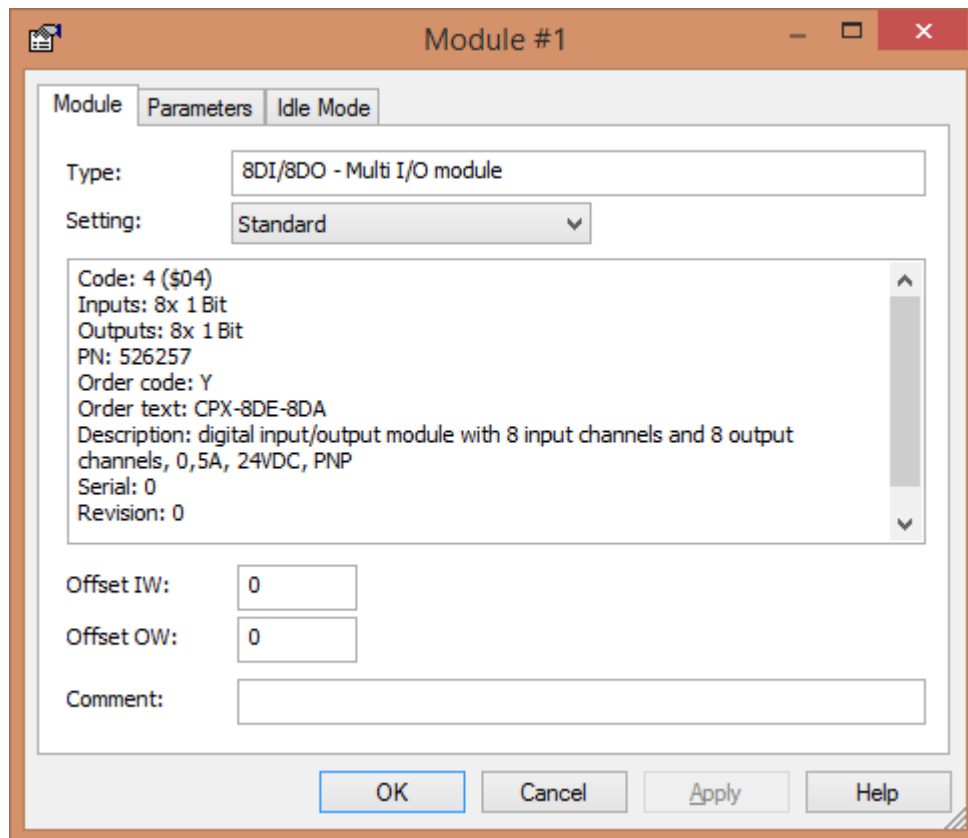 Module #1
Module Parameters Idle Mode
Type: 8DI/8DO - Multi I/O module
Setting: Standard
Code: 4 ($04)
Inputs: 8x 1 Bit
Outputs: 8x 1 Bit
PN: 526257
Order code: Y
Order text: CPX-8DE-8DA
Description: digital input/output module with 8 input channels and 8 output
channels, 0,5A, 24VDC, PNP
Serial: 0
Revision: 0
Offset IW: 0
Offset OW: 0
Comment:
OK Cancel Apply Help